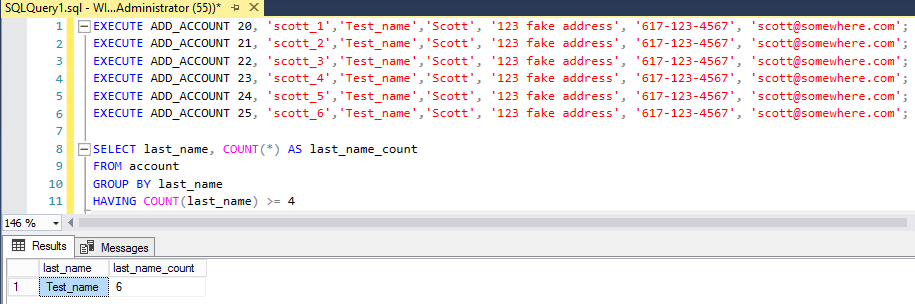 SQLQuery1.sql - WI...Administrator (55))*
1 EXECUTE ADD_ACCOUNT 20, 'scott_1','Test_name','Scott', '123 fake address', '617-123-4567', 'scott@somewhere.com';
2 EXECUTE ADD_ACCOUNT 21, 'scott_2','Test_name','Scott', '123 fake address', '617-123-4567', 'scott@somewhere.com';
3 EXECUTE ADD_ACCOUNT 22, 'scott_3','Test_name','Scott', '123 fake address', '617-123-4567', 'scott@somewhere.com';
4 EXECUTE ADD_ACCOUNT 23, 'scott_4','Test_name','Scott', '123 fake address', '617-123-4567', 'scott@somewhere.com';
5 EXECUTE ADD_ACCOUNT 24, 'scott_5','Test_name','Scott', '123 fake address', '617-123-4567', 'scott@somewhere.com';
6 EXECUTE ADD_ACCOUNT 25, 'scott_6','Test_name','Scott', '123 fake address', '617-123-4567', 'scott@somewhere.com';
7
8 SELECT last_name, COUNT(*) AS last_name_count
9 FROM account
10 GROUP BY last_name
11 HAVING COUNT(last_name) >= 4
146 %
Results Messages
last_name last_name_count
1 Test_name 6